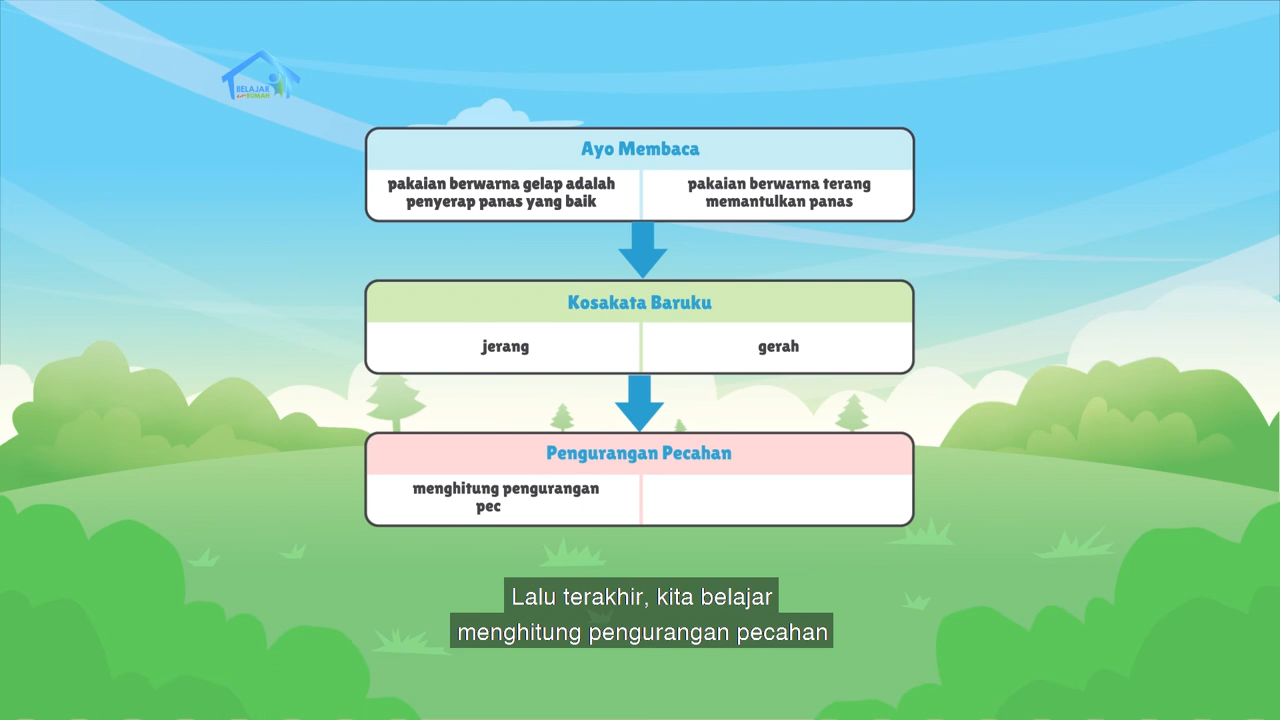 BELAJAR
dari RUMAH
Ayo Membaca
pakaian berwarna gelap adalah
penyerap panas yang baik
pakaian berwarna terang
memantulkan panas
Kosakata Baruku
jerang
gerah
Pengurangan Pecahan
menghitung pengurangan
pec
Lalu terakhir, kita belajar
menghitung pengurangan pecahan